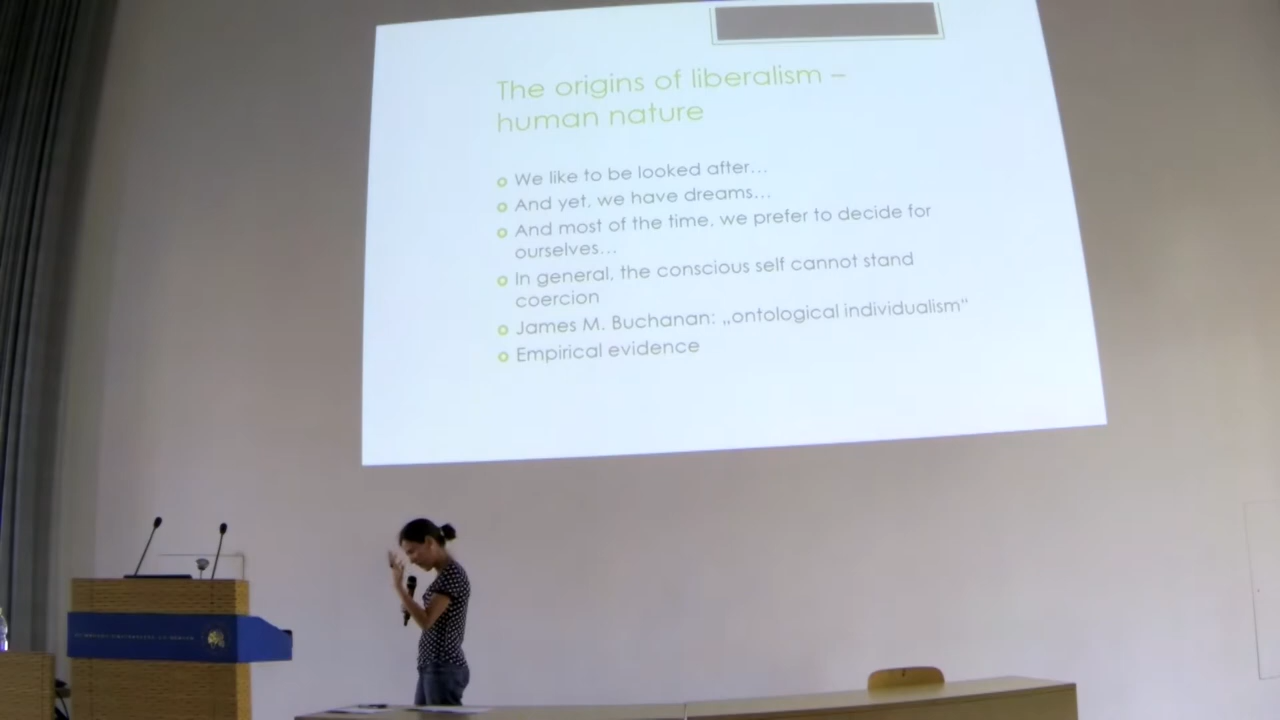 The origins of liberalism –
human nature
We like to be looked after…
And yet, we have dreams…
And most of the time, we prefer to decide for
ourselves…
In general, the conscious self cannot stand
coercion
James M. Buchanan: „ontological individualism“
Empirical evidence